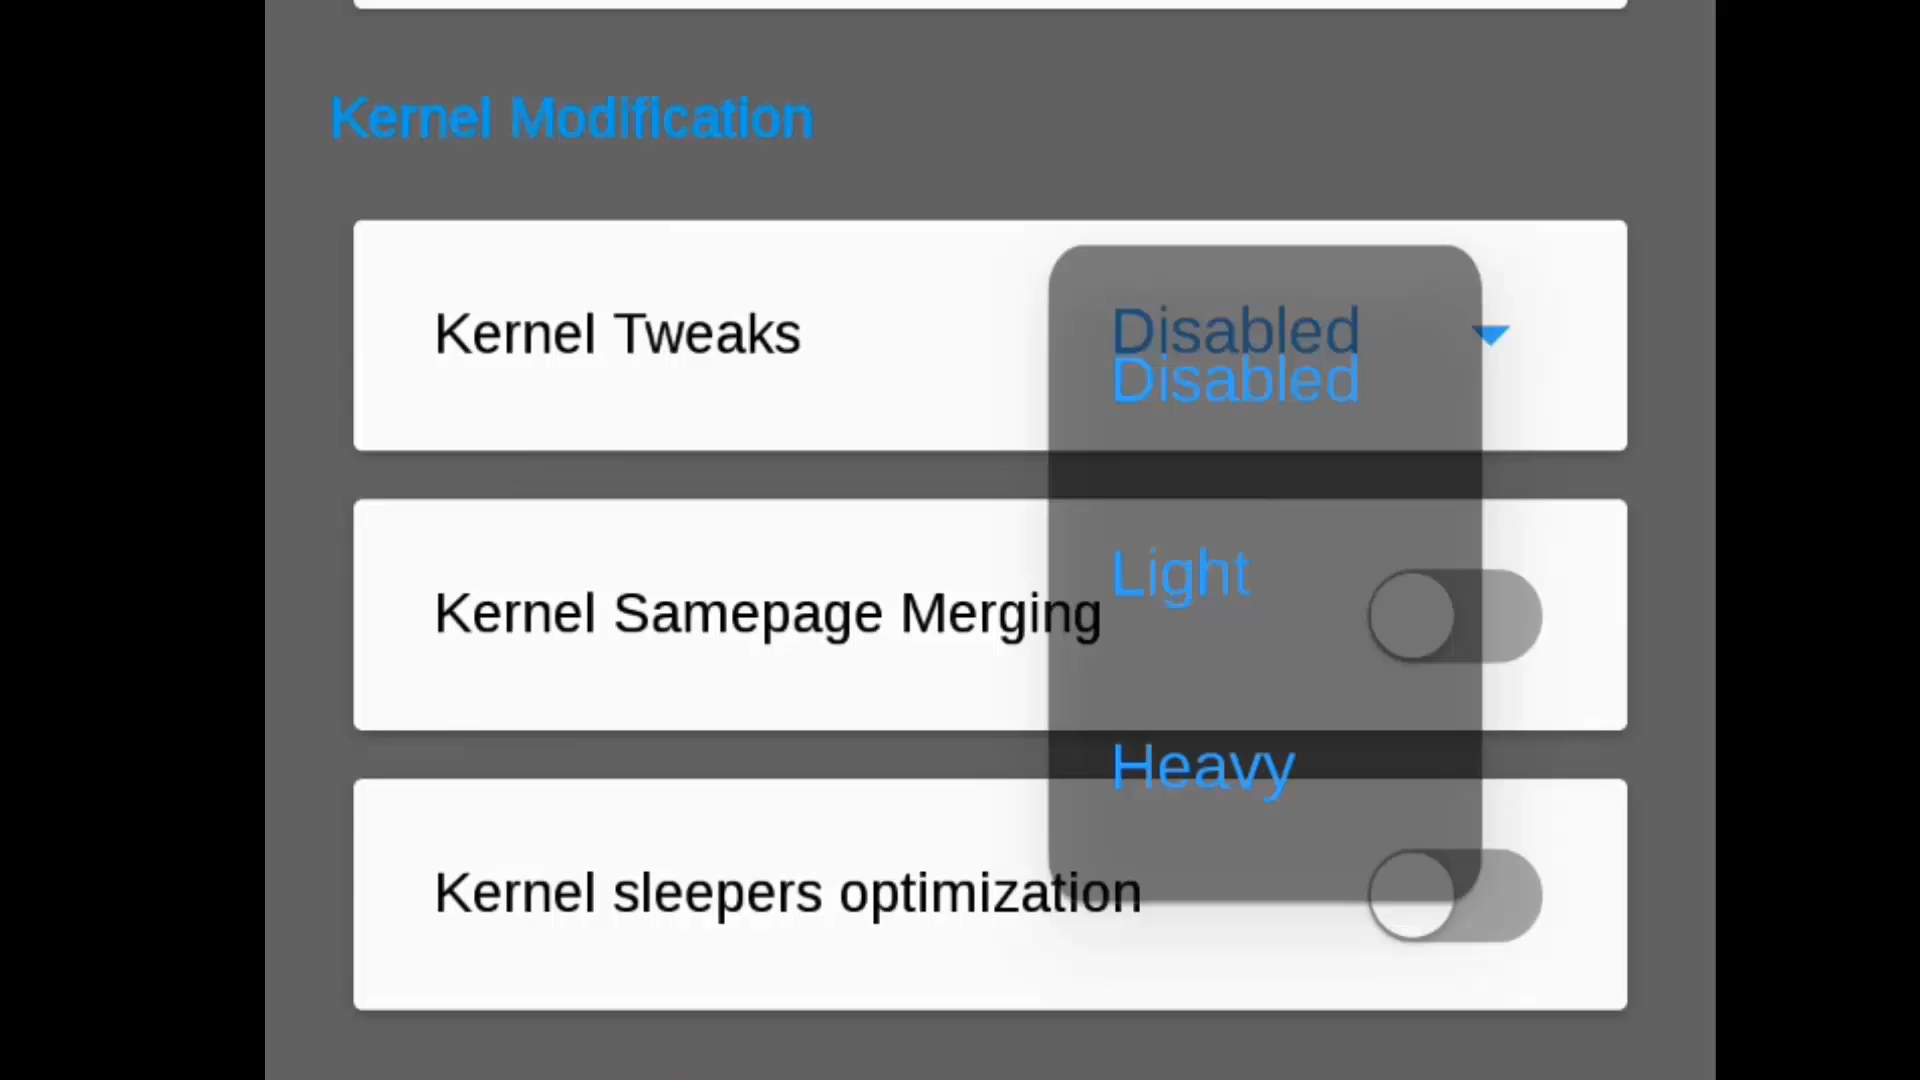 Kernel Modification
Kernel Tweaks
Disabled
Disabled
Light
Kernel Samepage Merging
Heavy
Kernel sleepers optimization